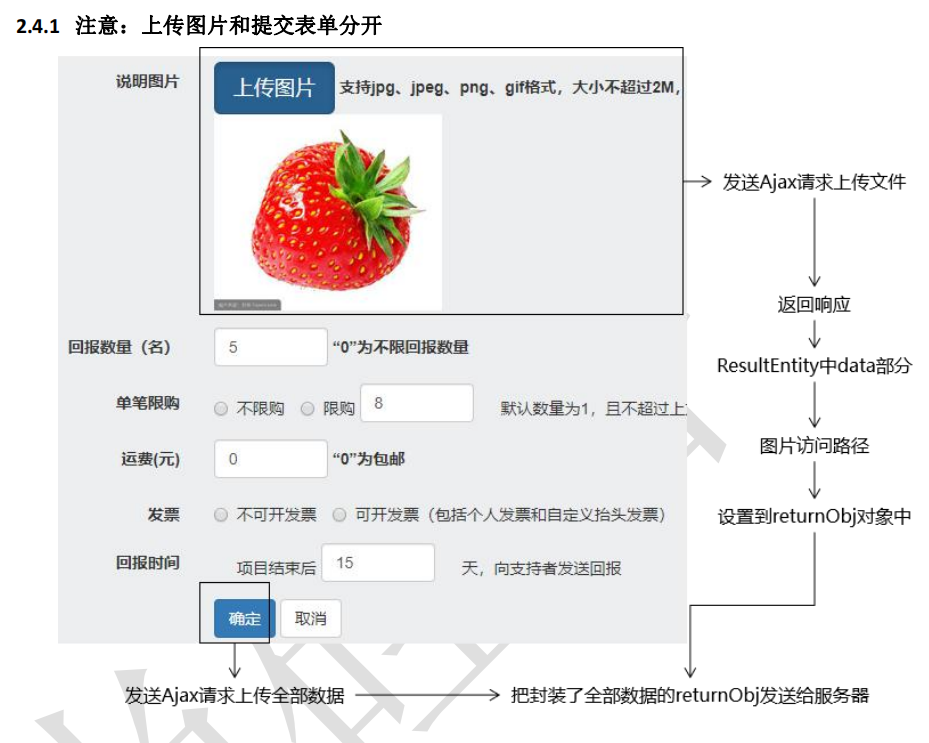 2.4.1 注意：上传图片和提交表单分开
说明图片
上传图片 支持jpg、jpeg、png、gif格式，大小不超过2M，
发送Ajax请求上传文件
返回响应
ResultEntity中data部分
图片访问路径
设置到returnObj对象中
回报数量（名） 5 “0”为不限回报数量
单笔限购 不限购 限购 8 默认数量为1，且不超过上
运费(元) 0 “0”为包邮
发票 不可开发票 可开发票（包括个人发票和自定义抬头发票）
回报时间 项目结束后 15 天，向支持者发送回报
确定 取消
发送Ajax请求上传全部数据
把封装了全部数据的returnObj发送给服务器